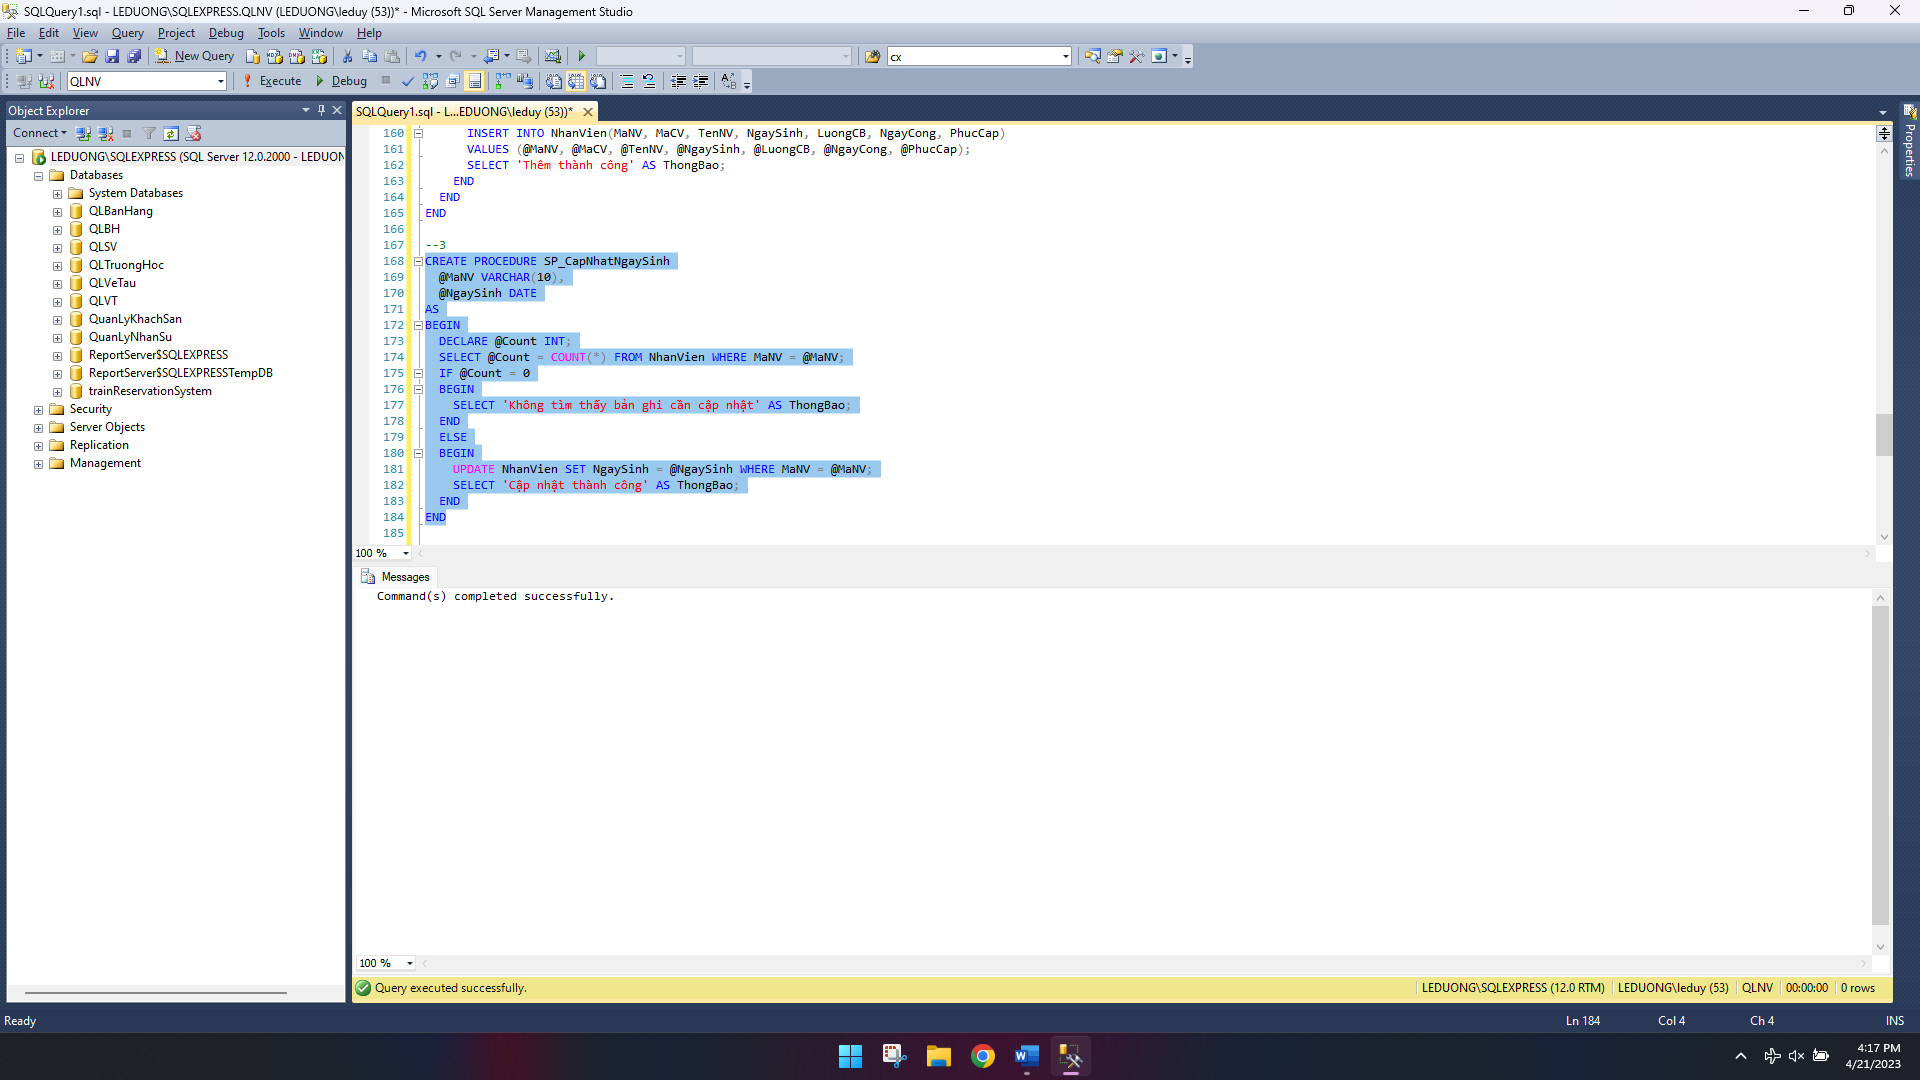 SQLQuery1.sql - LEDUONG\SQLEXPRESS.QLNV (LEDUONG\leduy (53))* - Microsoft SQL Server Management Studio
File Edit View Query Project Debug Tools Window Help
New Query cx
QLNV Execute Debug
Object Explorer
SQLQuery1.sql - L...EDUONG\leduy (53))*
Connect
LEDUONG\SQLEXPRESS (SQL Server 12.0.2000 - LEDUON
Databases
System Databases
QLBanHang
QLBH
QLSV
QLTruongHoc
QLVeTau
QLVT
QuanLyKhachSan
QuanLyNhanSu
ReportServer$SQLEXPRESS
ReportServer$SQLEXPRESSTempDB
trainReservationSystem
Security
Server Objects
Replication
Management
160 INSERT INTO NhanVien(MaNV, MaCV, TenNV, NgaySinh, LuongCB, NgayCong, PhucCap)
161 VALUES (@MaNV, @MaCV, @TenNV, @NgaySinh, @LuongCB, @NgayCong, @PhucCap);
162 SELECT 'Thêm thành công' AS ThongBao;
163 END
164 END
165 END
166
167 --3
168 CREATE PROCEDURE SP_CapNhatNgaySinh
169 @MaNV VARCHAR(10),
170 @NgaySinh DATE
171 AS
172 BEGIN
173 DECLARE @Count INT;
174 SELECT @Count = COUNT(*) FROM NhanVien WHERE MaNV = @MaNV;
175 IF @Count = 0
176 BEGIN
177 SELECT 'Không tìm thấy bản ghi cần cập nhật' AS ThongBao;
178 END
179 ELSE
180 BEGIN
181 UPDATE NhanVien SET NgaySinh = @NgaySinh WHERE MaNV = @MaNV;
182 SELECT 'Cập nhật thành công' AS ThongBao;
183 END
184 END
185
100 %
Messages
Command(s) completed successfully.
100 %
Query executed successfully. LEDUONG\SQLEXPRESS (12.0 RTM) LEDUONG\leduy (53) QLNV 00:00:00 0 rows
Properties
Ready Ln 184 Col 4 Ch 4 INS
4:17 PM
4/21/2023